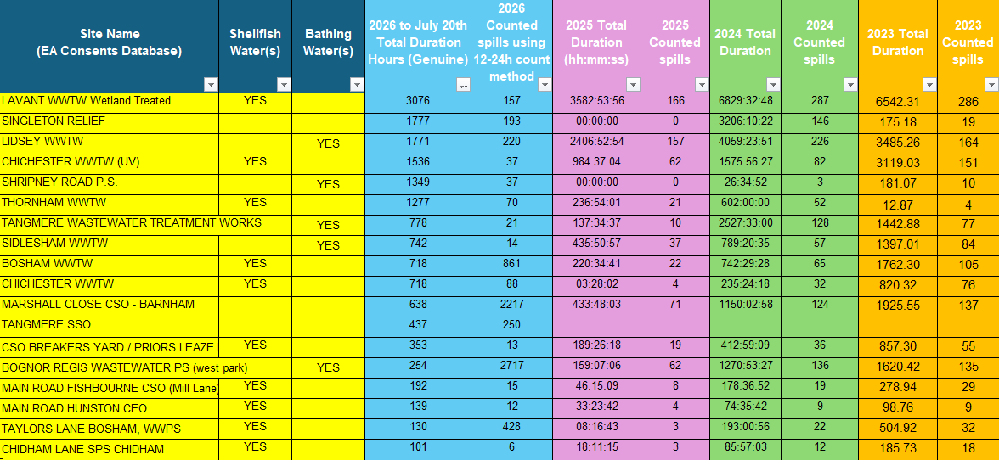 Site Name
(EA Consents Database)
Shellfish
Water(s)
Bathing
Water(s)
2026 to July 20th
Total Duration
Hours (Genuine)
2026
Counted
spills using
12-24h count
method
2025 Total
Duration
(hh:mm:ss)
2025
Counted
spills
2024 Total
Duration
2024
Counted
spills
2023 Total
Duration
2023
Counted
spills
LAVANT WWTW Wetland Treated YES 3076 157 3582:53:56 166 6829:32:48 287 6542.31 286
SINGLETON RELIEF 1777 193 00:00:00 0 3206:10:22 146 175.18 19
LIDSEY WWTW YES 1771 220 2406:52:54 157 4059:23:51 226 3485.26 164
CHICHESTER WWTW (UV) YES 1536 37 984:37:04 62 1575:56:27 82 3119.03 151
SHRIPNEY ROAD P.S. YES 1349 37 00:00:00 0 26:34:52 3 181.07 10
THORNHAM WWTW YES 1277 70 236:54:01 21 602:00:00 52 12.87 4
TANGMERE WASTEWATER TREATMENT WORKS YES 778 21 137:34:37 10 2527:33:00 128 1442.88 77
SIDLESHAM WWTW YES 742 14 435:50:57 37 789:20:35 57 1397.01 84
BOSHAM WWTW YES 718 861 220:34:41 22 742:29:28 65 1762.30 105
CHICHESTER WWTW YES 718 88 03:28:02 4 235:24:18 32 820.32 76
MARSHALL CLOSE CSO - BARNHAM 638 2217 433:48:03 71 1150:02:58 124 1925.55 137
TANGMERE SSO 437 250
CSO BREAKERS YARD / PRIORS LEAZE YES 353 13 189:26:18 19 412:59:09 36 857.30 55
BOGNOR REGIS WASTEWATER PS (west park) YES 254 2717 159:07:06 62 1270:53:27 136 1620.42 135
MAIN ROAD FISHBOURNE CSO (Mill Lane) YES 192 15 46:15:09 8 178:36:52 19 278.94 29
MAIN ROAD HUNSTON CEO YES 139 12 33:23:42 4 74:35:42 9 98.76 9
TAYLORS LANE BOSHAM, WWPS YES 130 428 08:16:43 3 193:00:56 22 504.92 32
CHIDHAM LANE SPS CHIDHAM YES 101 6 18:11:15 3 85:57:03 12 185.73 18